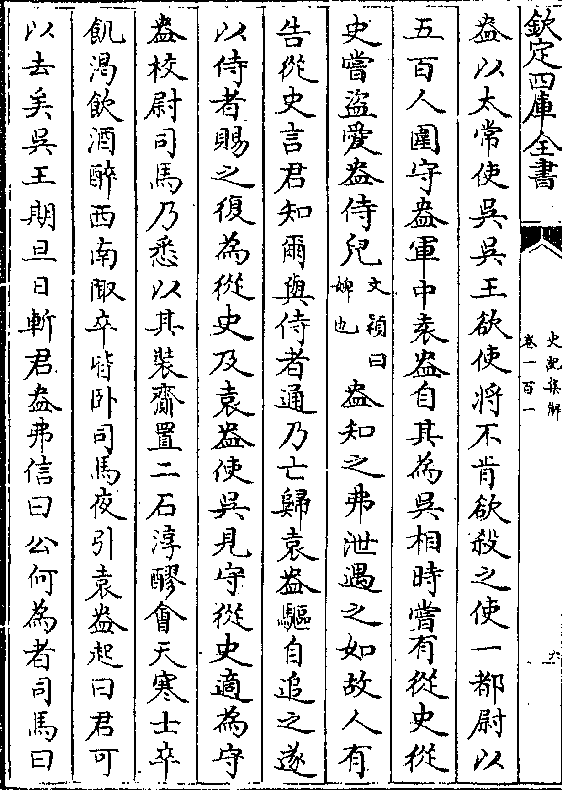 欽定四庫全書
史記集解
卷一百一
六
盎以太常使吳吳王欲使將不肯欲殺之使一都尉以
五百人圍守盎軍中袁盎自其為吳相時嘗有從史從
史嘗盜愛盎侍兒文穎曰婢也盎知之弗泄遇之如故人有
告從史言君知爾與侍者通乃亡歸袁盎驅自追之遂
以侍者賜之復為從史及袁盎使吳見守從史適為守
盎校尉司馬乃悉以其裝齎置二石淳醪會天寒士卒
飢渴飲酒醉西南陬卒皆卧司馬夜引袁盎起曰君可
以去矣吳王期旦日斬君盎弗信曰公何為者司馬曰